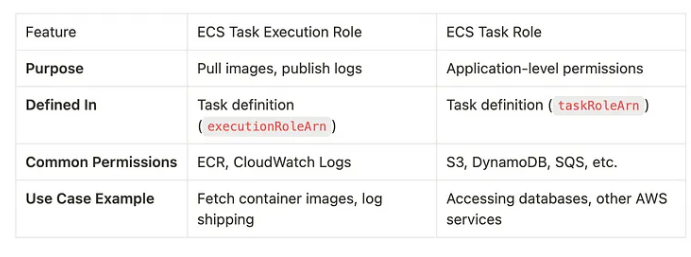 Feature ECS Task Execution Role ECS Task Role
Purpose Pull images, publish logs Application-level permissions
Defined In Task definition Task definition ( taskRoleArn )
( executionRoleArn )
Common Permissions ECR, CloudWatch Logs S3, DynamoDB, SQS, etc.
Use Case Example Fetch container images, log Accessing databases, other AWS
shipping services